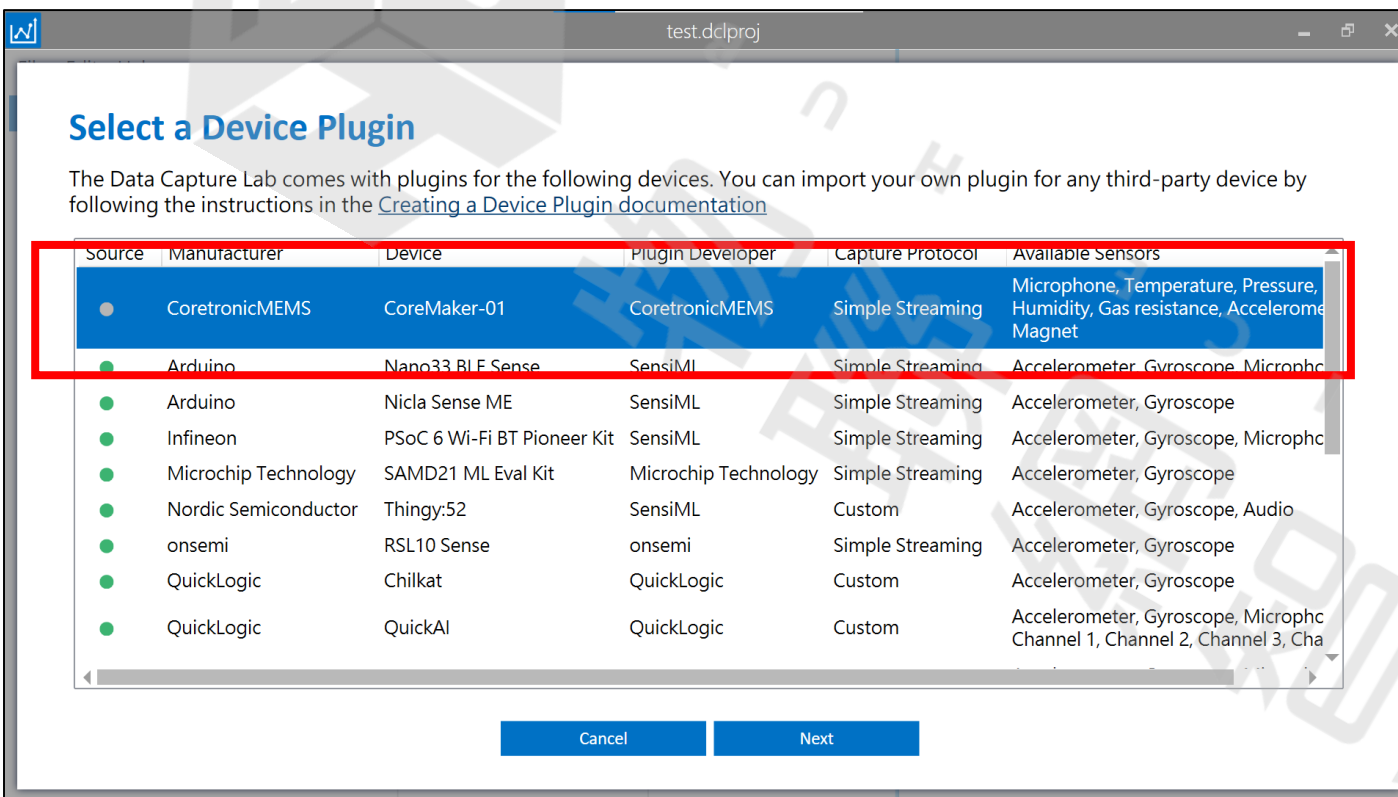 test.dclproj
Select a Device Plugin
The Data Capture Lab comes with plugins for the following devices. You can import your own plugin for any third-party device by
following the instructions in the Creating a Device Plugin documentation
Source Manufacturer Device Plugin Developer Capture Protocol Available Sensors
CoretronicMEMS CoreMaker-01 CoretronicMEMS Simple Streaming Microphone, Temperature, Pressure,
Humidity, Gas resistance, Accelerome
Magnet
Arduino Nano33 BLE Sense SensiML Simple Streaming Accelerometer, Gyroscope, Microphc
Arduino Nicla Sense ME SensiML Simple Streaming Accelerometer, Gyroscope
Infineon PSoC 6 Wi-Fi BT Pioneer Kit SensiML Simple Streaming Accelerometer, Gyroscope, Microphc
Microchip Technology SAMD21 ML Eval Kit Microchip Technology Simple Streaming Accelerometer, Gyroscope
Nordic Semiconductor Thingy:52 SensiML Custom Accelerometer, Gyroscope, Audio
onsemi RSL10 Sense onsemi Simple Streaming Accelerometer, Gyroscope
QuickLogic Chilkat QuickLogic Custom Accelerometer, Gyroscope
QuickLogic QuickAI QuickLogic Custom Accelerometer, Gyroscope, Microphc
Channel 1, Channel 2, Channel 3, Cha
Cancel Next